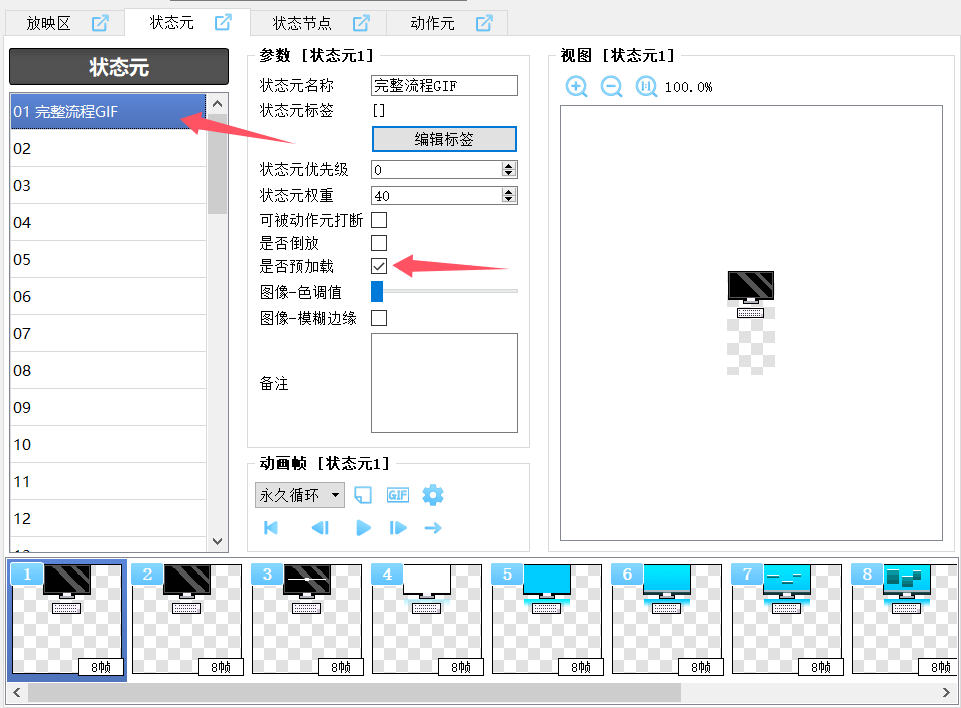 放映区 状态元 状态节点 动作元
状态元
01 完整流程GIF
02
03
04
05
06
07
08
09
10
11
12
参数 [状态元1]
状态元名称 完整流程GIF
状态元标签 []
编辑标签
状态元优先级 0
状态元权重 40
可被动作元打断
是否倒放
是否预加载
图像-色调值
图像-模糊边缘
备注
动画帧 [状态元1]
永久循环 GIF
视图 [状态元1]
100.0%
1 2 3 4 5 6 7 8
8帧 8帧 8帧 8帧 8帧 8帧 8帧 8帧